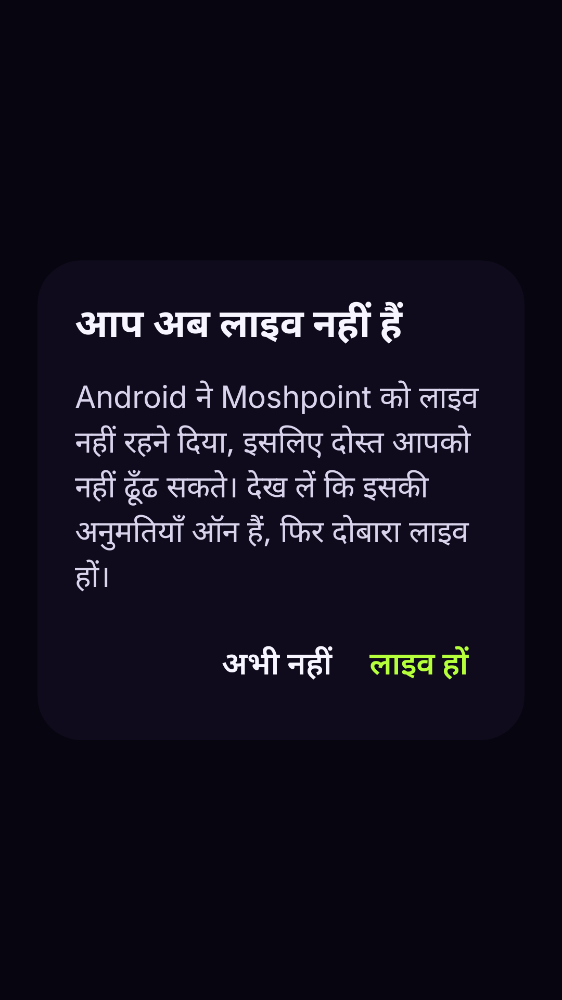 आप अब लाइव नहीं हैं
Android ने Moshpoint को लाइव
नहीं रहने दिया, इसलिए दोस्त आपको
नहीं ढूँढ सकते। देख लें कि इसकी
अनुमतियाँ ऑन हैं, फिर दोबारा लाइव
हों।
अभी नहीं लाइव हों